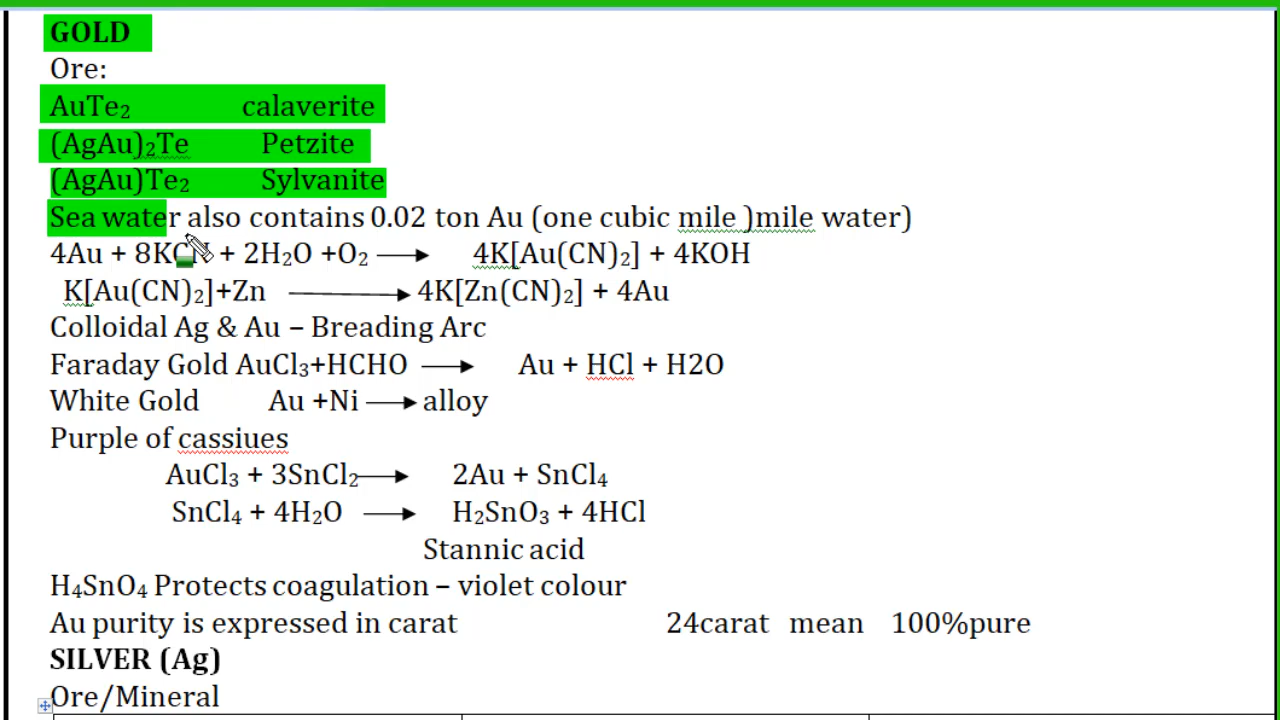 GOLD
Ore:
AuTe₂ calaverite
(AgAu)₂Te Petzite
(AgAu)Te₂ Sylvanite
Sea water also contains 0.02 ton Au (one cubic mile )mile water)
4Au + 8KCN + 2H₂O +O₂ ⟶ 4K[Au(CN)₂] + 4KOH
K[Au(CN)₂]+Zn ⟶ 4K[Zn(CN)₂] + 4Au
Colloidal Ag & Au – Breading Arc
Faraday Gold AuCl₃+HCHO ⟶ Au + HCl + H2O
White Gold Au +Ni ⟶ alloy
Purple of cassiues
AuCl₃ + 3SnCl₂ ⟶ 2Au + SnCl₄
SnCl₄ + 4H₂O ⟶ H₂SnO₃ + 4HCl
Stannic acid
H₄SnO₄ Protects coagulation – violet colour
Au purity is expressed in carat 24carat mean 100%pure
SILVER (Ag)
Ore/Mineral